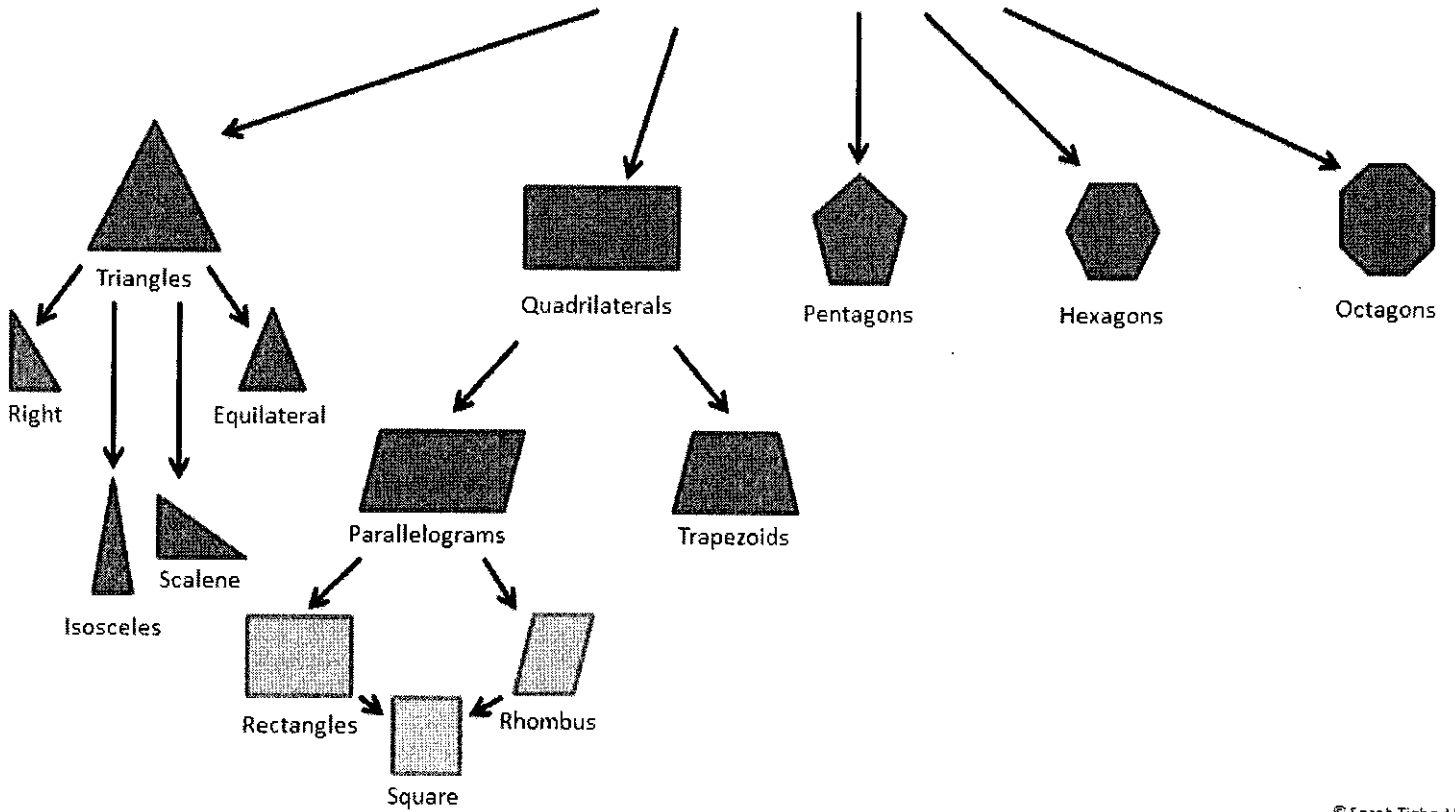 Triangles
Quadrilaterals
Pentagons
Hexagons
Octagons
Right
Equilateral
Parallelograms
Trapezoids
Scalene
Isosceles
Rectangles
Rhombus
Square